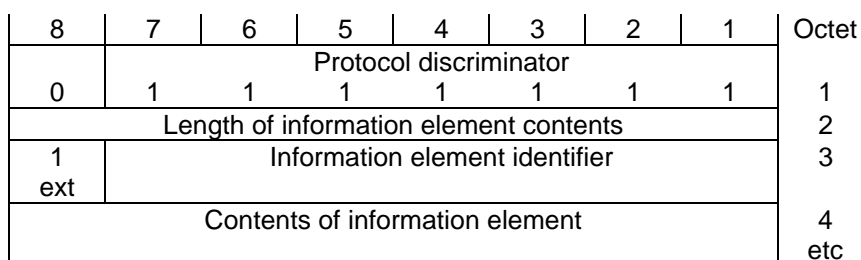 8 7 6 5 4 3 2 1 Octet
Protocol discriminator
0 1 1 1 1 1 1 1 1
Length of information element contents 2
1 Information element identifier 3
ext
Contents of information element 4
etc